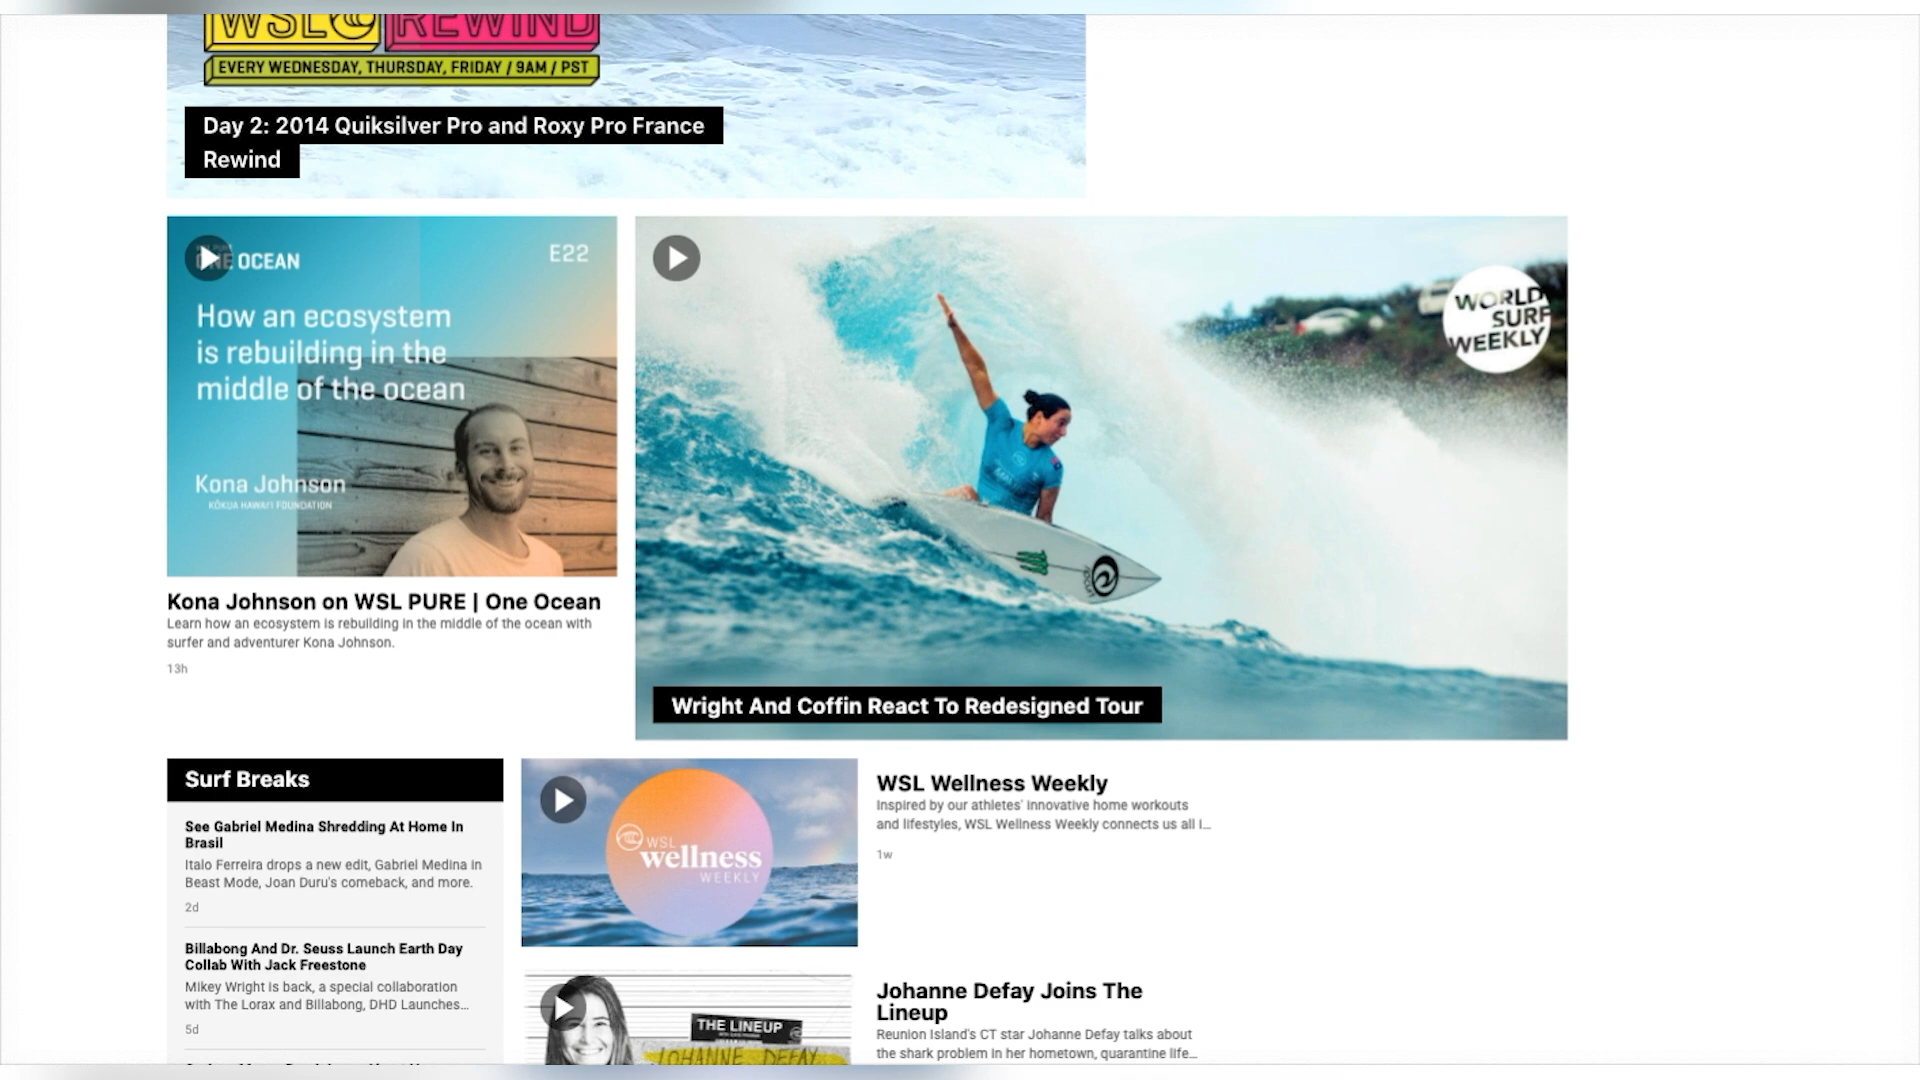 WSL REWIND
EVERY WEDNESDAY, THURSDAY, FRIDAY / 9AM / PST
Day 2: 2014 Quiksilver Pro and Roxy Pro France
Rewind
OCEAN
E22
How an ecosystem
is rebuilding in the
middle of the ocean
Kona Johnson
KŌKUA HAWAI'I FOUNDATION
Kona Johnson on WSL PURE | One Ocean
Learn how an ecosystem is rebuilding in the middle of the ocean with
surfer and adventurer Kona Johnson.
13h
WORLD
SURF
WEEKLY
Wright And Coffin React To Redesigned Tour
Surf Breaks
See Gabriel Medina Shredding At Home In
Brasil
Italo Ferreira drops a new edit, Gabriel Medina in
Beast Mode, Joan Duru's comeback, and more.
2d
Billabong And Dr. Seuss Launch Earth Day
Collab With Jack Freestone
Mikey Wright is back, a special collaboration
with The Lorax and Billabong, DHD Launches...
5d
WSL
wellness
WEEKLY
WSL Wellness Weekly
Inspired by our athletes' innovative home workouts
and lifestyles, WSL Wellness Weekly connects us all i...
1w
THE LINEUP
JOHANNE DEFAY
Johanne Defay Joins The
Lineup
Reunion Island's CT star Johanne Defay talks about
the shark problem in her hometown, quarantine life...